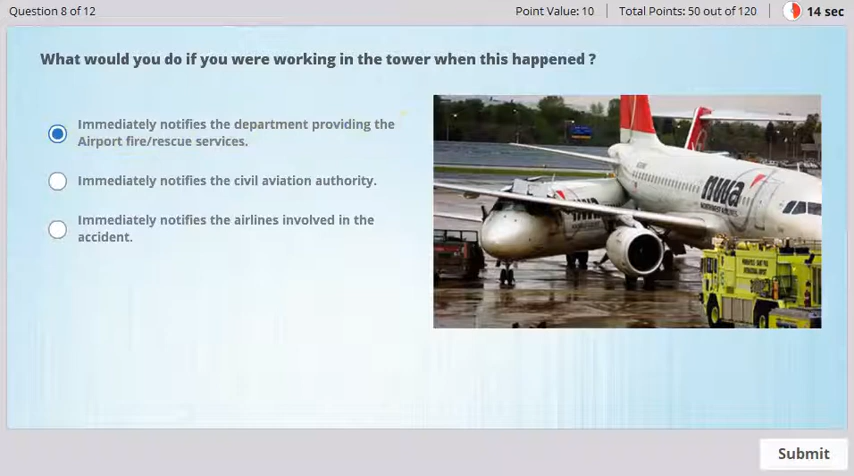 Question 8 of 12
Point Value: 10 | Total Points: 50 out of 120 | 14 sec
What would you do if you were working in the tower when this happened ?
Immediately notifies the department providing the
Airport fire/rescue services.
Immediately notifies the civil aviation authority.
Immediately notifies the airlines involved in the
accident.
nwa
NORTHWEST AIRLINES
Submit